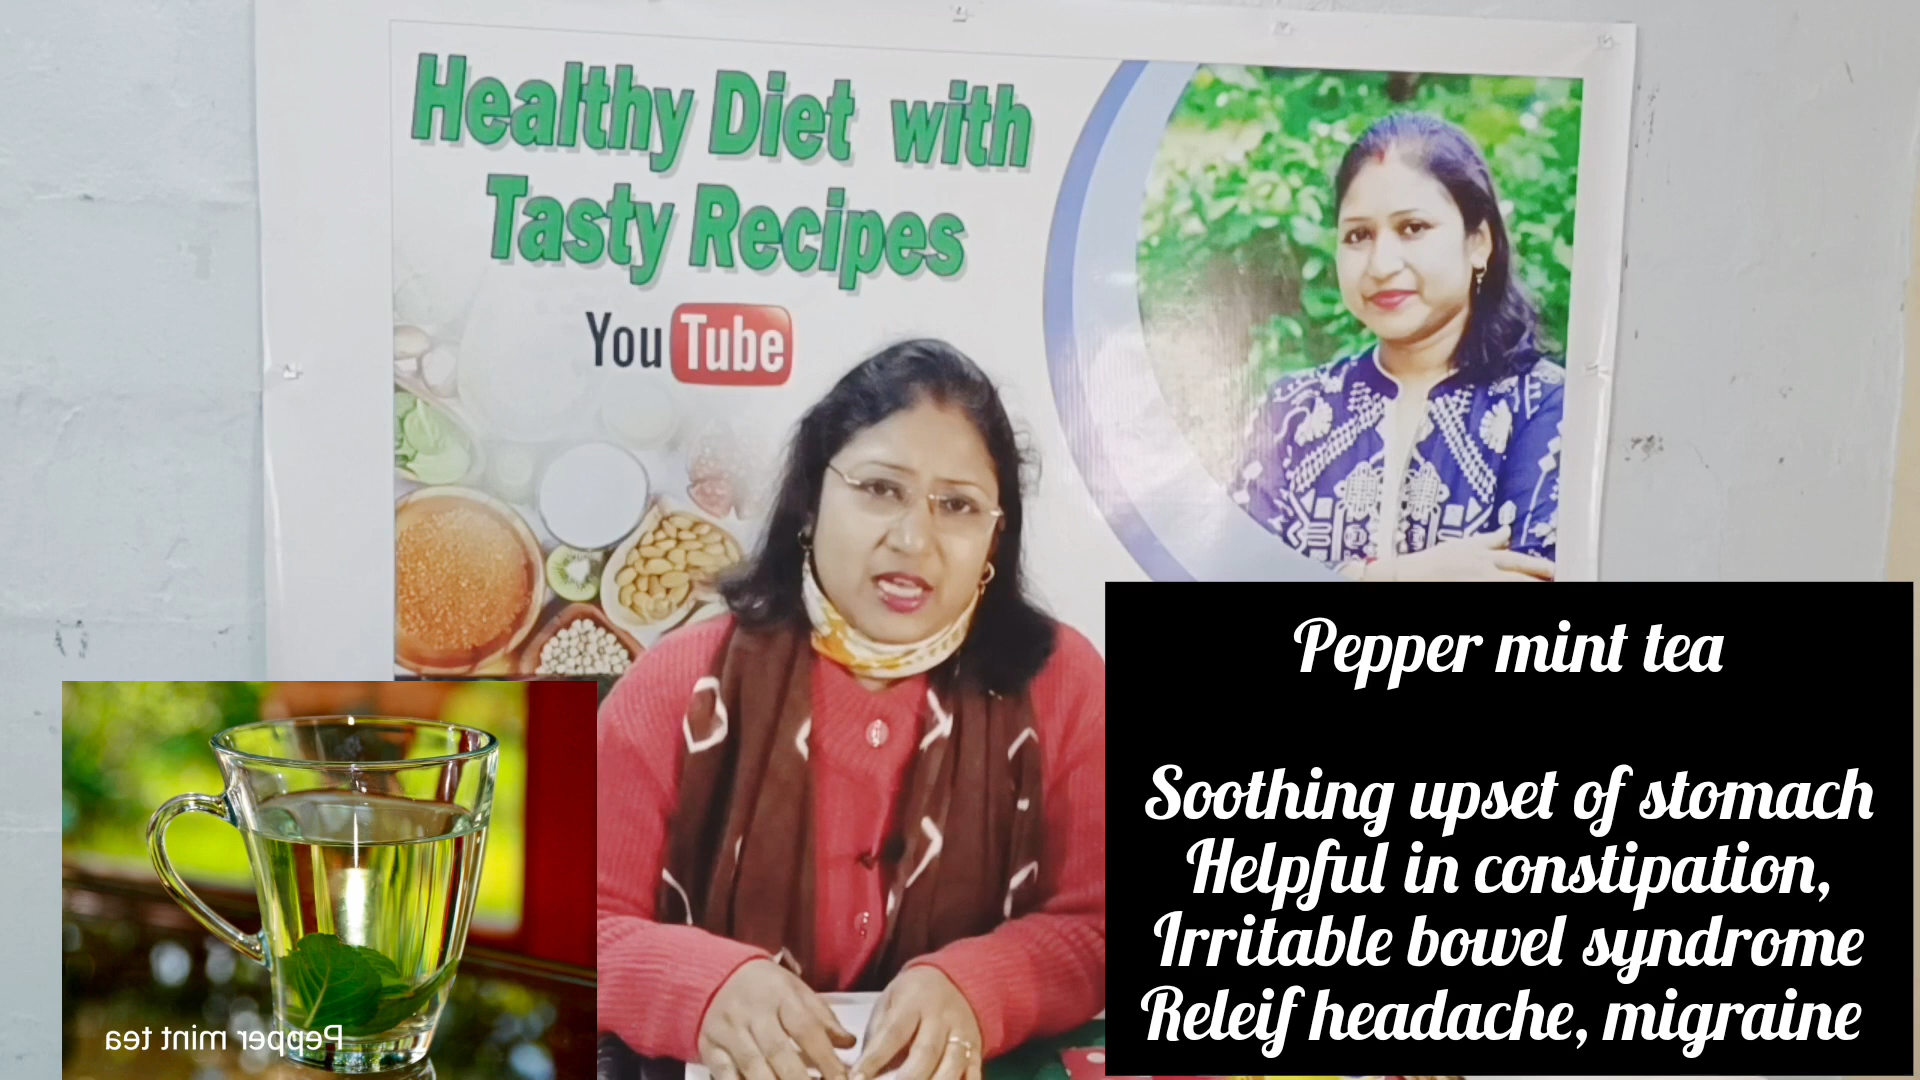 Healthy Diet with
Tasty Recipes
YouTube
Pepper mint tea
Soothing upset of stomach
Helpful in constipation,
Irritable bowel syndrome
Releif headache, migraine
Pepper mint tea